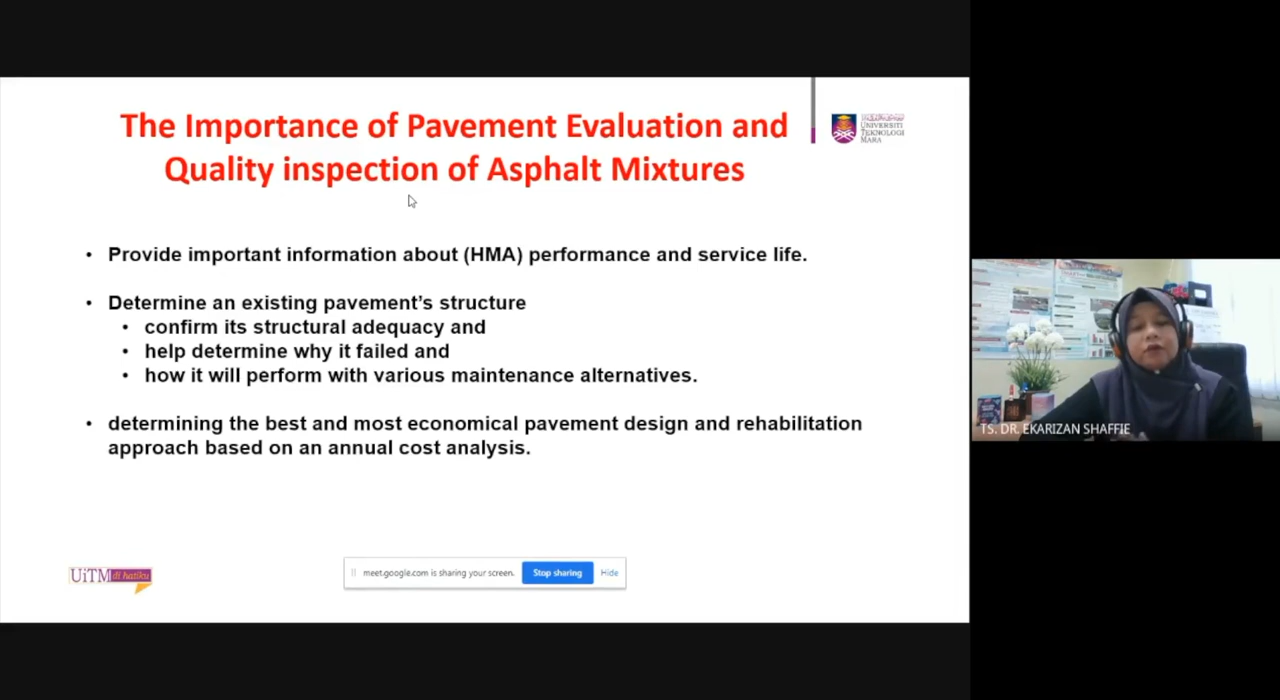 The Importance of Pavement Evaluation and
Quality inspection of Asphalt Mixtures
UNIVERSITI
TEKNOLOGI
MARA
• Provide important information about (HMA) performance and service life.
• Determine an existing pavement's structure
• confirm its structural adequacy and
• help determine why it failed and
• how it will perform with various maintenance alternatives.
• determining the best and most economical pavement design and rehabilitation
approach based on an annual cost analysis.
UiTM di hatiku
meet.google.com is sharing your screen.
Stop sharing
Hide
TS. DR. EKARIZAN SHAFFIE